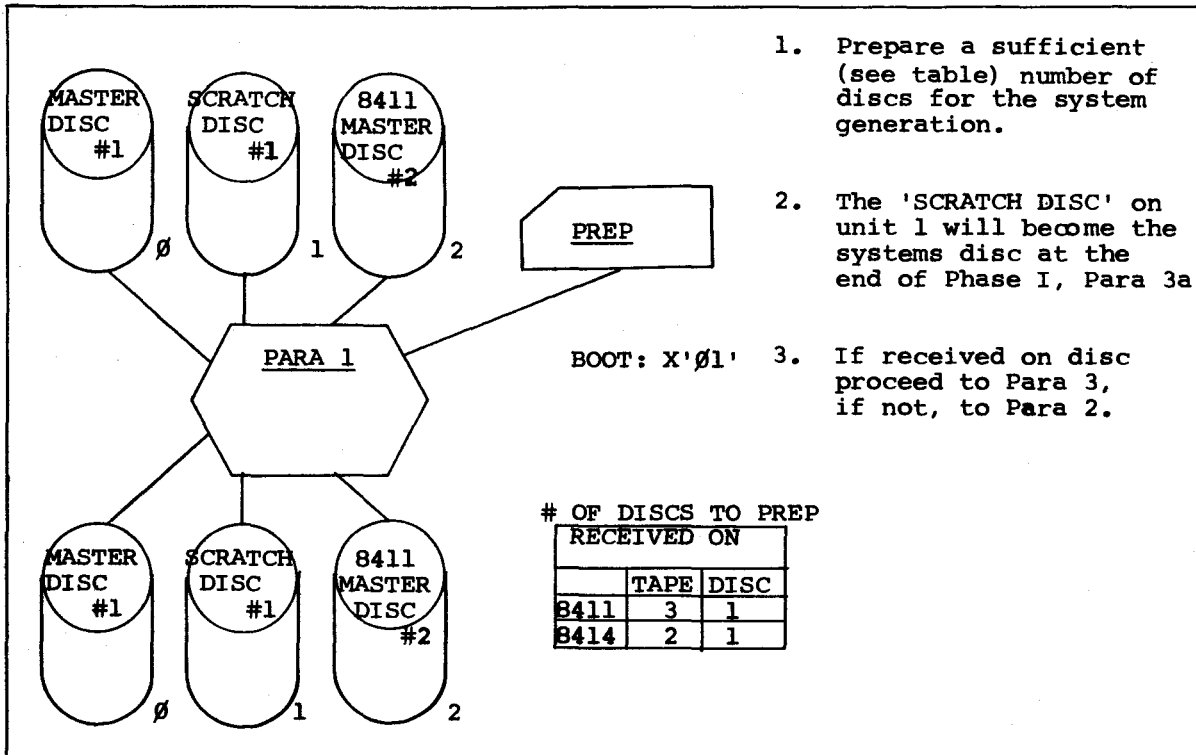 MASTER
DISC
#1
Ø
SCRATCH
DISC
#1
1
8411
MASTER
DISC
#2
2
PREP
PARA 1
BOOT: X'Ø1'
MASTER
DISC
#1
Ø
SCRATCH
DISC
#1
1
8411
MASTER
DISC
#2
2
1. Prepare a sufficient
(see table) number of
discs for the system
generation.
2. The 'SCRATCH DISC' on
unit 1 will become the
systems disc at the
end of Phase I, Para 3a
3. If received on disc
proceed to Para 3,
if not, to Para 2.
# OF DISCS TO PREP
RECEIVED ON
TAPE DISC
8411 3 1
8414 2 1